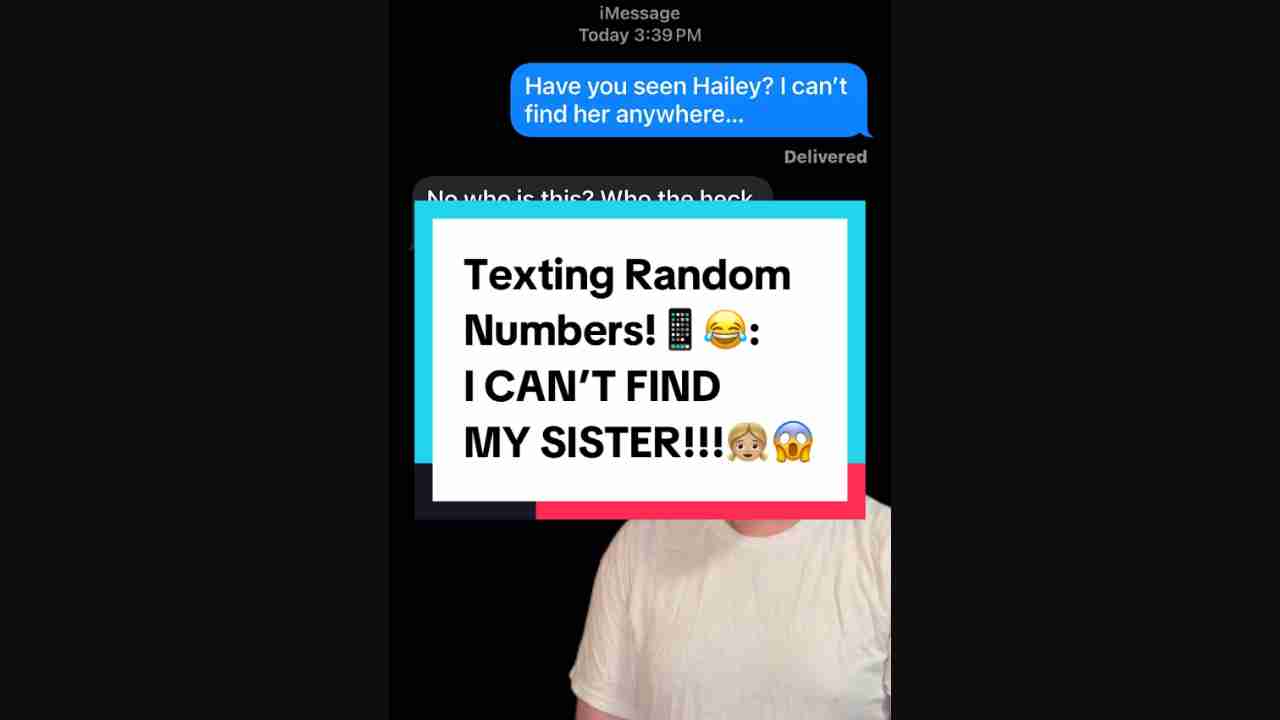 iMessage
Today 3:39 PM
Have you seen Hailey? I can’t
find her anywhere...
Delivered
No who is this? Who the heck
Texting Random
Numbers!📱😂:
I CAN’T FIND
MY SISTER!!!👧🏼😱